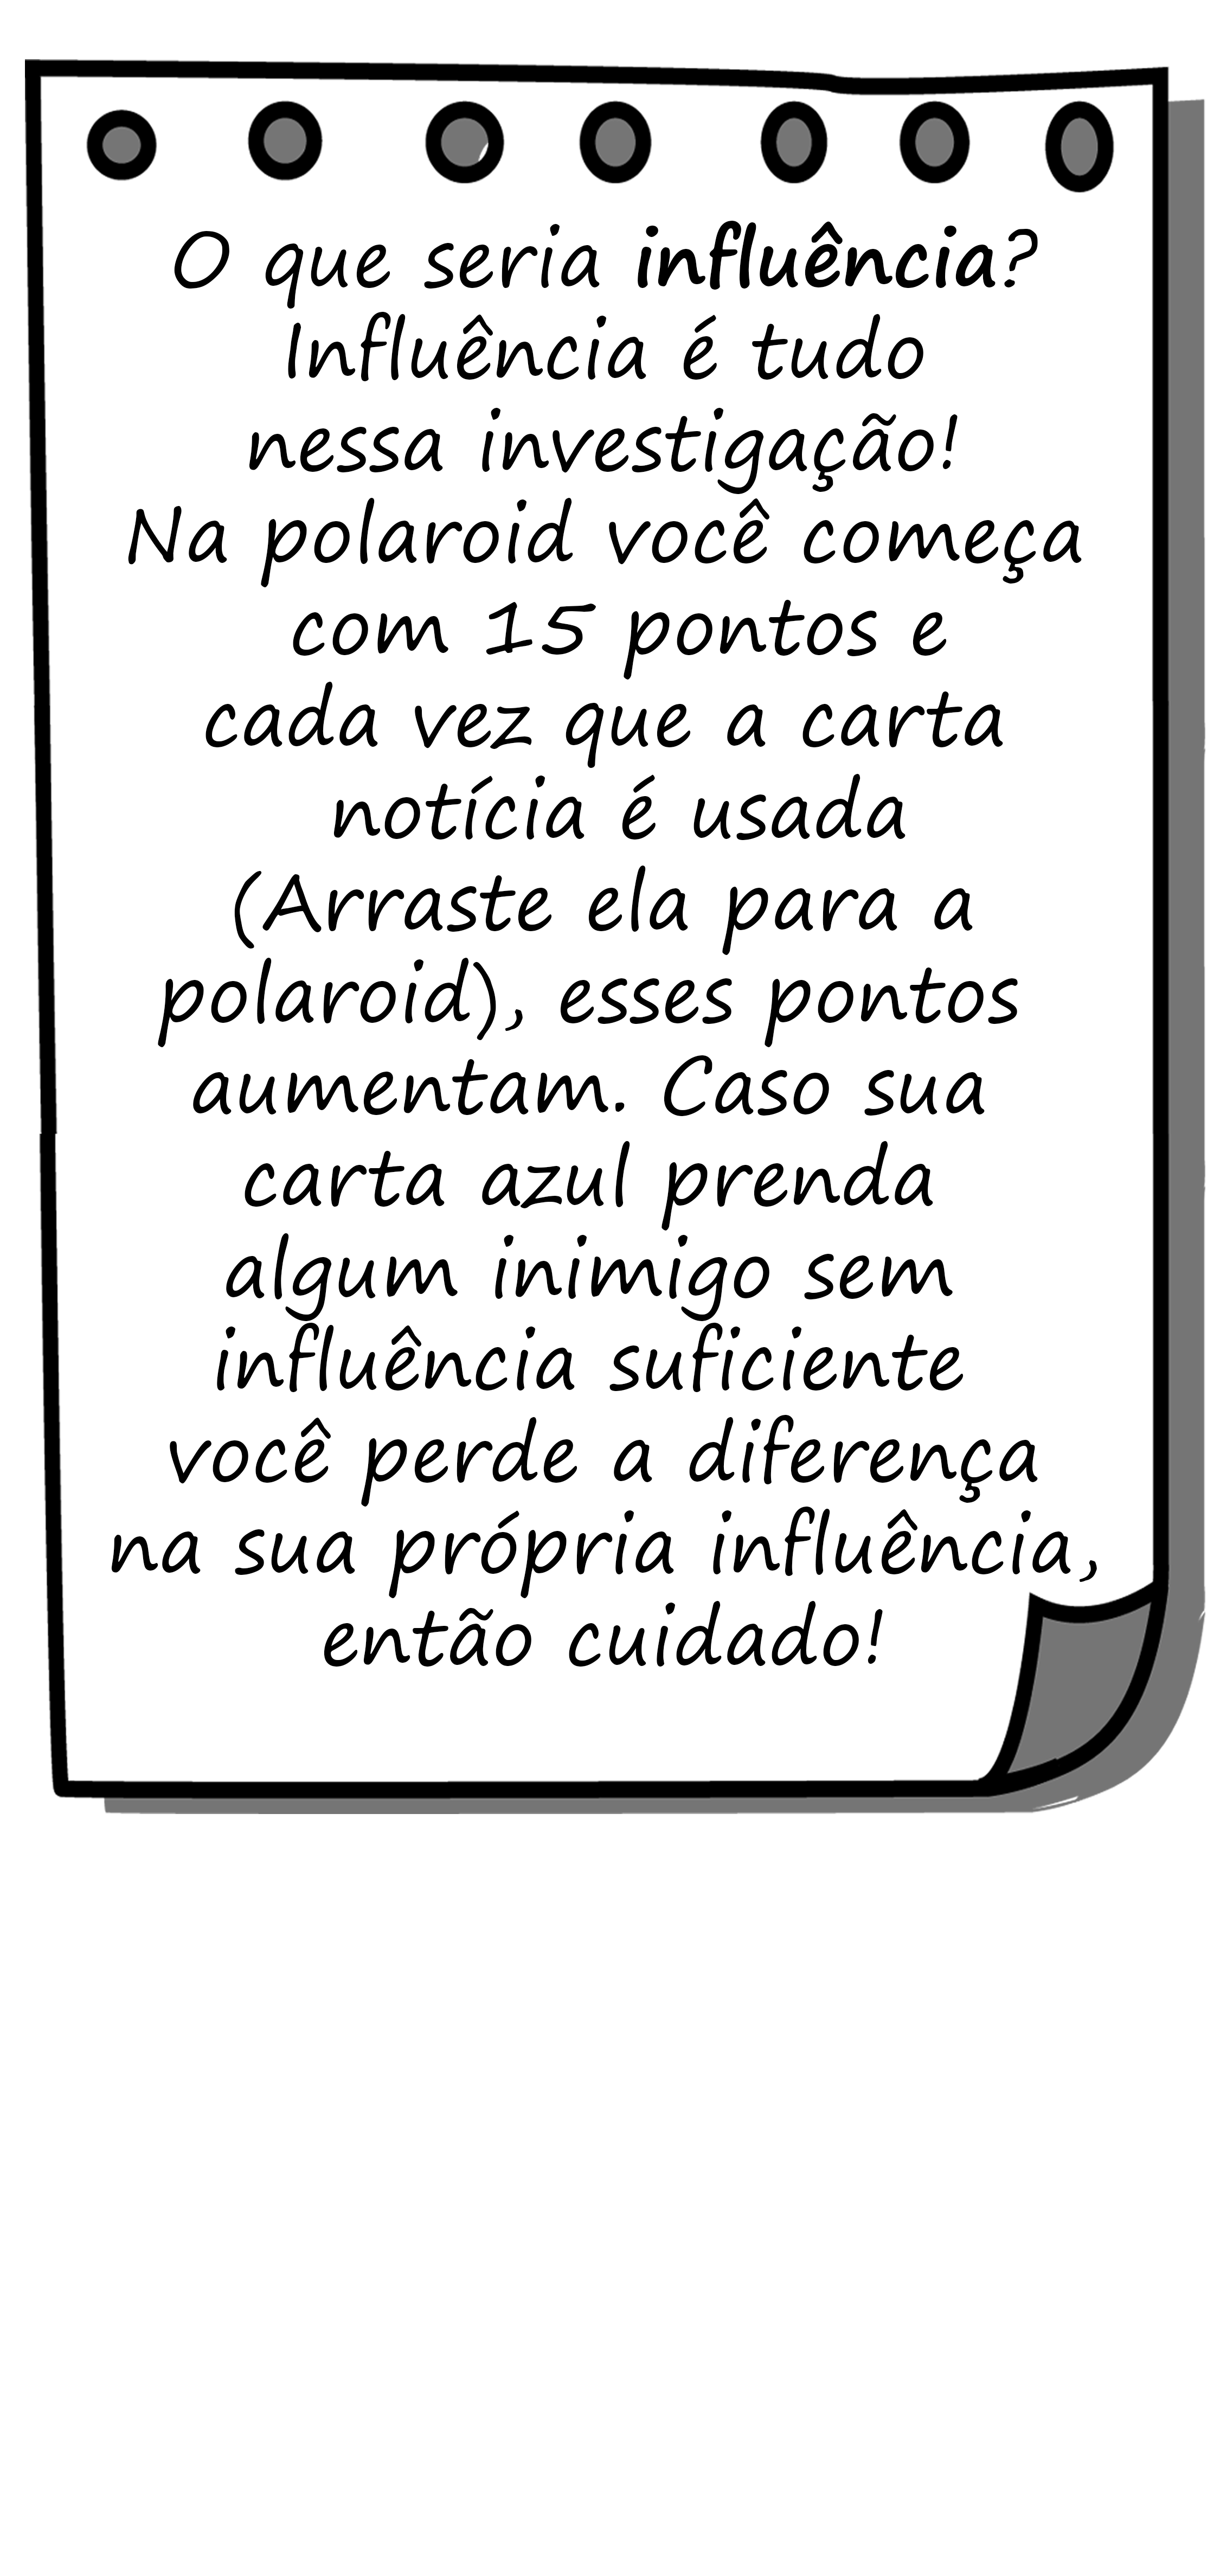 O que seria influência?
Influência é tudo
nessa investigação!
Na polaroid você começa
com 15 pontos e
cada vez que a carta
notícia é usada
(Arraste ela para a
polaroid), esses pontos
aumentam. Caso sua
carta azul prenda
algum inimigo sem
influência suficiente
você perde a diferença
na sua própria influência,
então cuidado!